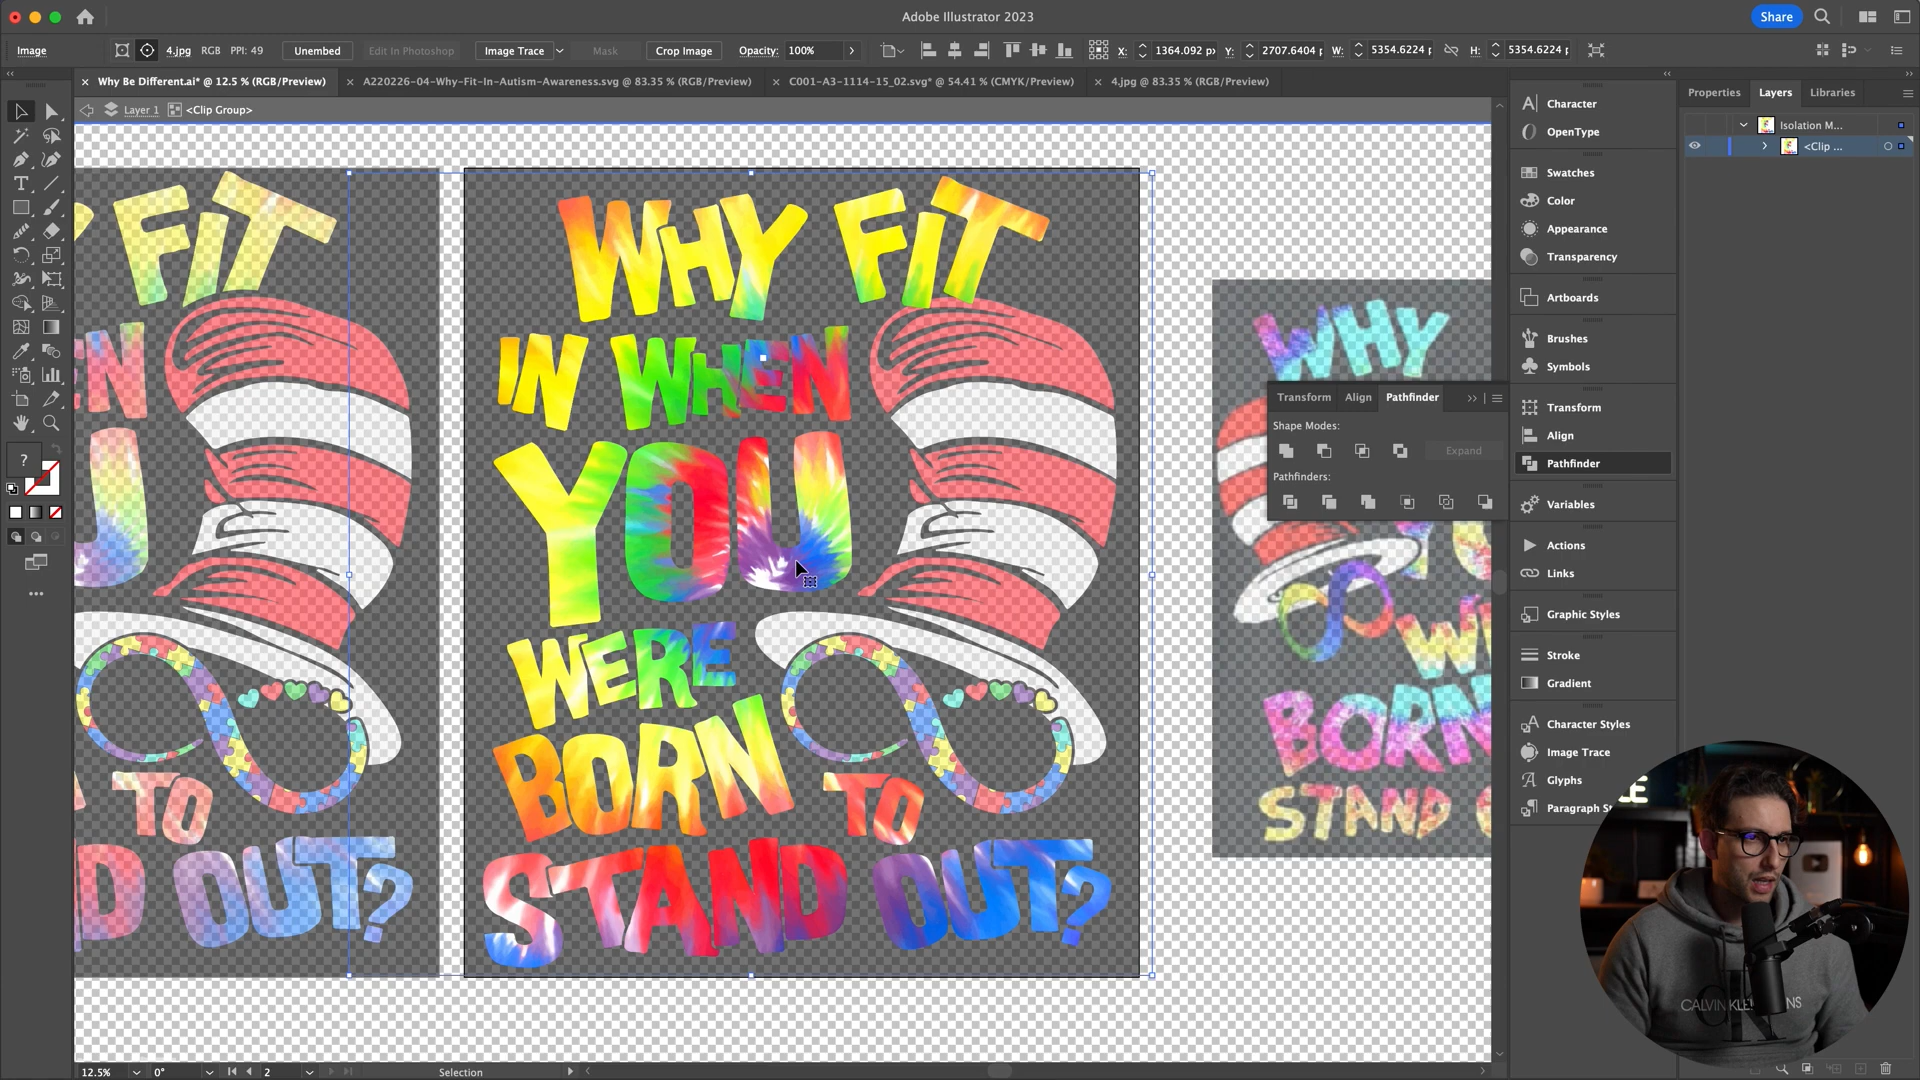 Adobe Illustrator 2023
Share
Image
4.jpg
RGB
PPI: 49
Unembed
Edit In Photoshop
Image Trace
Mask
Crop Image
Opacity:
100%
X:
1364.092 p
Y:
2707.6404
W:
5354.6224
H:
5354.6224
Why Be Different.ai* @ 12.5 % (RGB/Preview)
A220226-04-Why-Fit-In-Autism-Awareness.svg @ 83.35 % (RGB/Preview)
C001-A3-1114-15_02.svg* @ 54.41 % (CMYK/Preview)
4.jpg @ 83.35 % (RGB/Preview)
Layer 1
<Clip Group>
Y FIT
EN
U
TO
D OUT?
WHY FIT
IN WHEN
YOU
WERE
BORN
TO
STAND OUT?
WHY
BORN
STAND
Transform
Align
Pathfinder
Shape Modes:
Expand
Pathfinders:
Character
OpenType
Swatches
Color
Appearance
Transparency
Artboards
Brushes
Symbols
Transform
Align
Pathfinder
Variables
Actions
Links
Graphic Styles
Stroke
Gradient
Character Styles
Image Trace
Glyphs
Paragraph S
Properties
Layers
Libraries
Isolation M...
<Clip ...
CALVIN KLE
NS
12.5%
0°
2
Selection